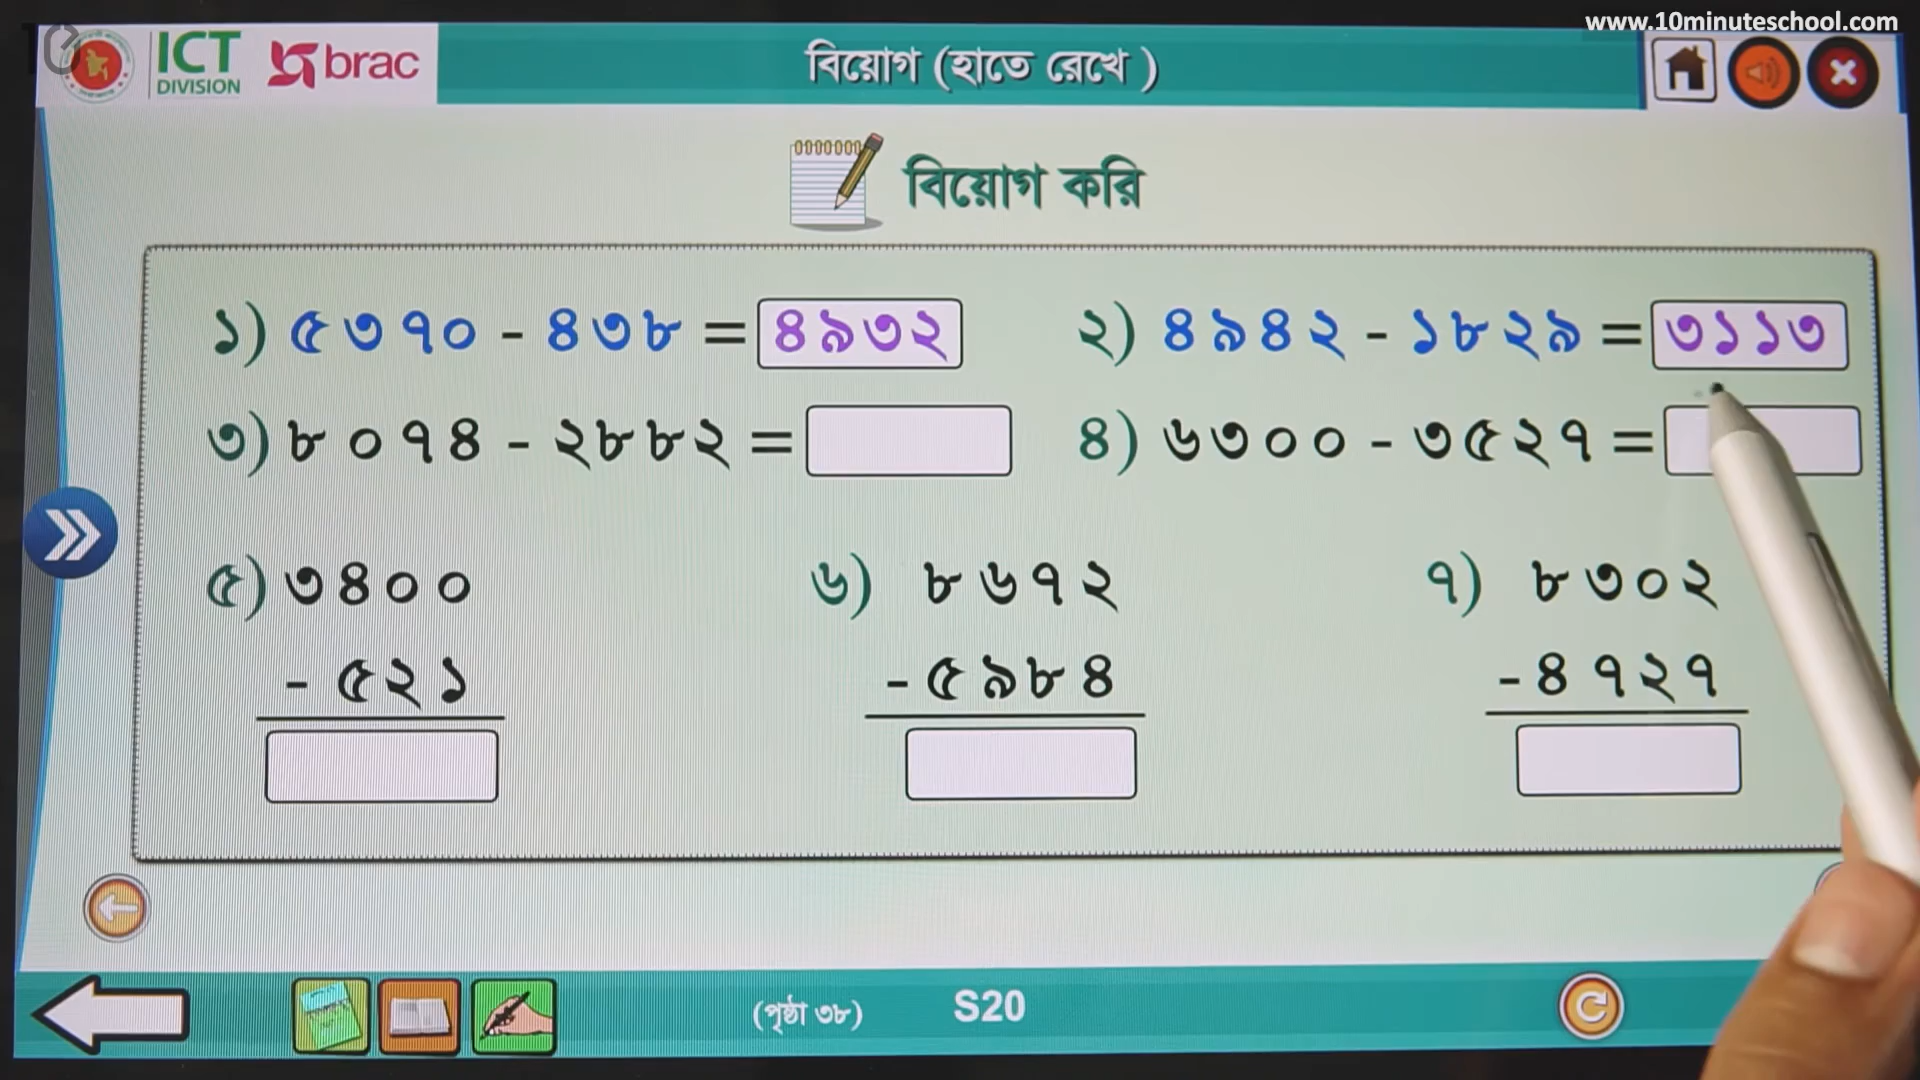 www.10minuteschool.com
ICT DIVISION brac
বিয়োগ (হাতে রেখে )
বিয়োগ করি
১) ৫৩৭০ - ৪৩৮ = ৪৯৩২
২) ৪৯৪২ - ১৮২৯ = ৩১১৩
৩) ৮০৭৪ - ২৮৮২ =
৪) ৬৩০০ - ৩৫২৭ =
৫) ৩৪০০
- ৫২১
৬) ৮৬৭২
- ৫৯৮৪
৭) ৮৩০২
- ৪৭২৭
(পৃষ্ঠা ৩৮) S20